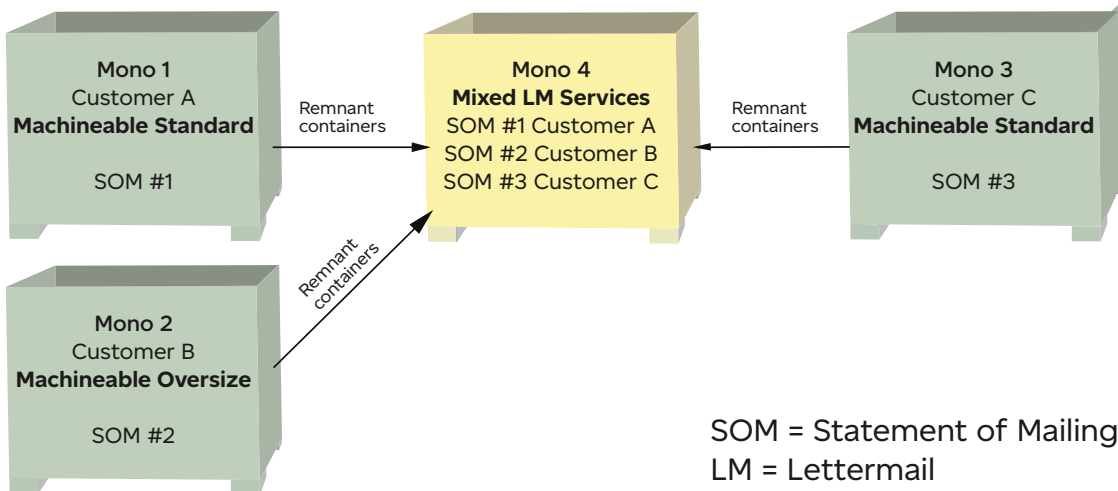 Mono 1
Customer A
Machineable Standard
SOM #1
Remnant
containers
Mono 4
Mixed LM Services
SOM #1 Customer A
SOM #2 Customer B
SOM #3 Customer C
Remnant
containers
Mono 3
Customer C
Machineable Standard
SOM #3
Remnant
containers
Mono 2
Customer B
Machineable Oversize
SOM #2
SOM = Statement of Mailing
LM = Lettermail